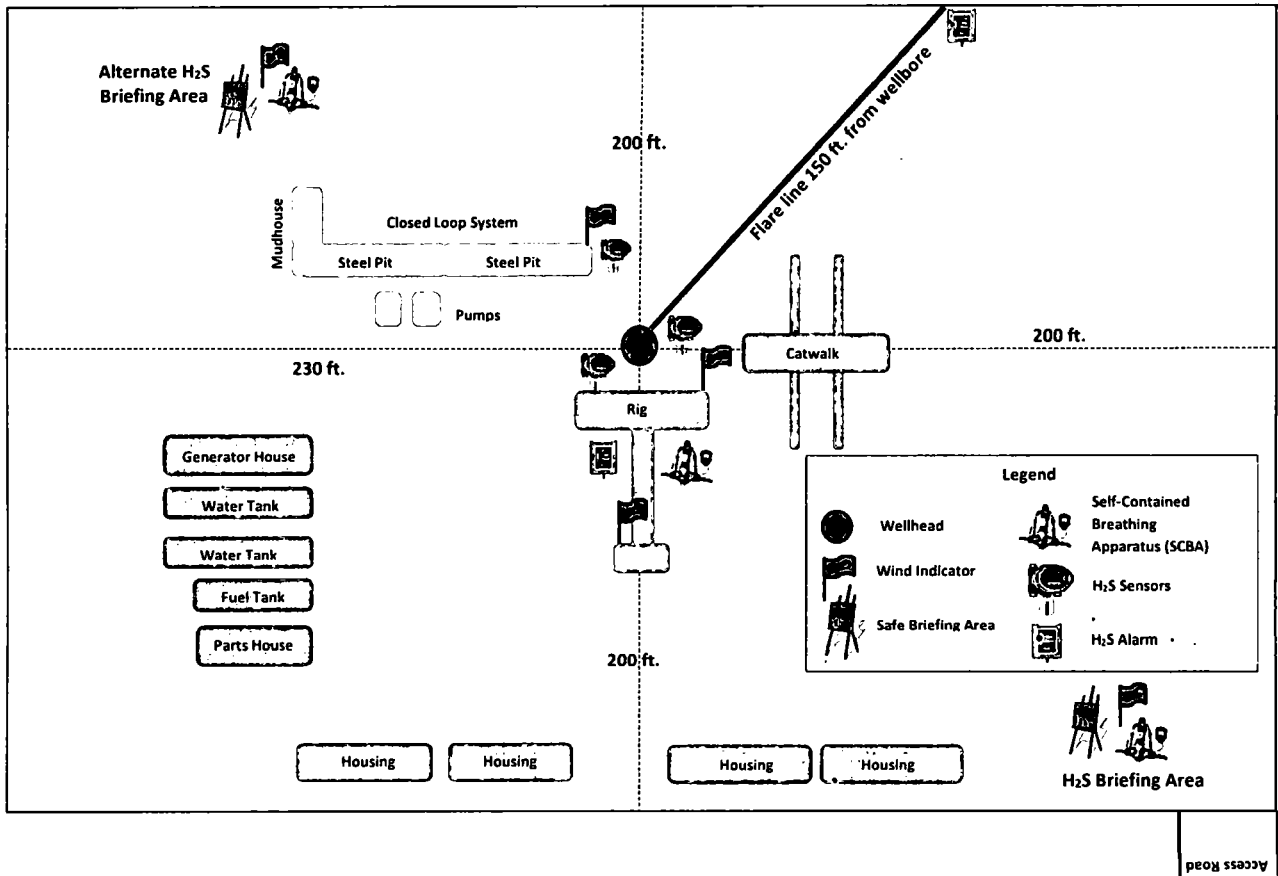 Alternate H₂S
Briefing Area
200 ft.
Flare line 150 ft. from wellbore
Mudhouse
Closed Loop System
Steel Pit
Steel Pit
Pumps
230 ft.
Catwalk
200 ft.
Rig
Generator House
Water Tank
Water Tank
Fuel Tank
Parts House
200 ft.
Legend
Wellhead
Wind Indicator
Safe Briefing Area
Self-Contained
Breathing
Apparatus (SCBA)
H₂S Sensors
H₂S Alarm
Housing
Housing
Housing
Housing
H₂S Briefing Area
Access Road